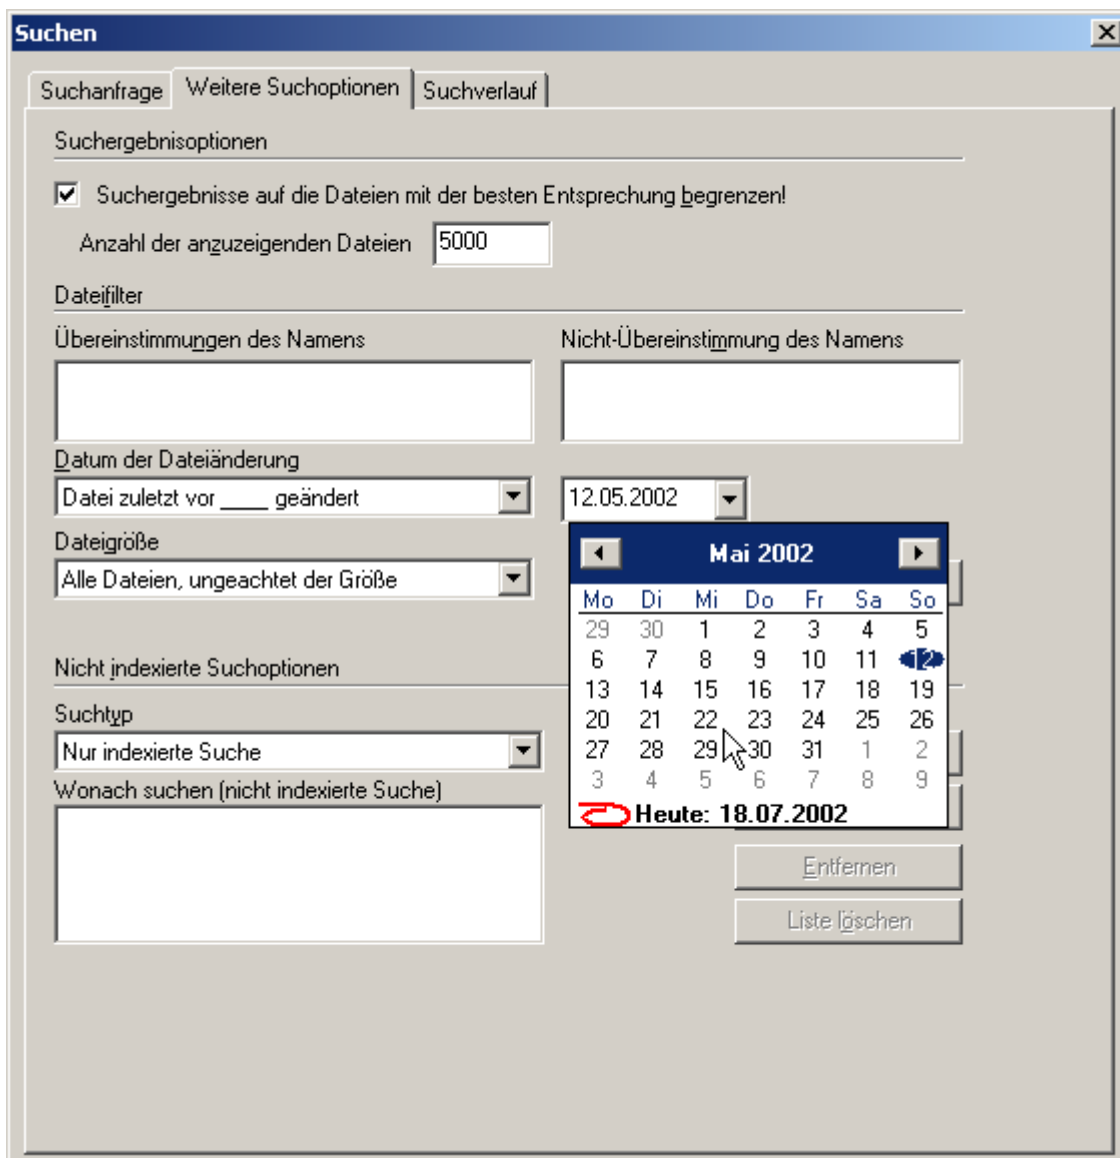 Suchen
Suchanfrage Weitere Suchoptionen Suchverlauf
Suchergebnisoptionen
Suchergebnisse auf die Dateien mit der besten Entsprechung begrenzen!
Anzahl der anzuzeigenden Dateien 5000
Dateifilter
Übereinstimmungen des Namens Nicht-Übereinstimmung des Namens
Datum der Dateiänderung
Datei zuletzt vor ____ geändert 12.05.2002
Dateigröße
Alle Dateien, ungeachtet der Größe
Mai 2002
Mo Di Mi Do Fr Sa So
29 30 1 2 3 4 5
6 7 8 9 10 11 12
13 14 15 16 17 18 19
20 21 22 23 24 25 26
27 28 29 30 31 1 2
3 4 5 6 7 8 9
Heute: 18.07.2002
Nicht indexierte Suchoptionen
Suchtyp
Nur indexierte Suche
Wonach suchen (nicht indexierte Suche)
Entfernen
Liste löschen